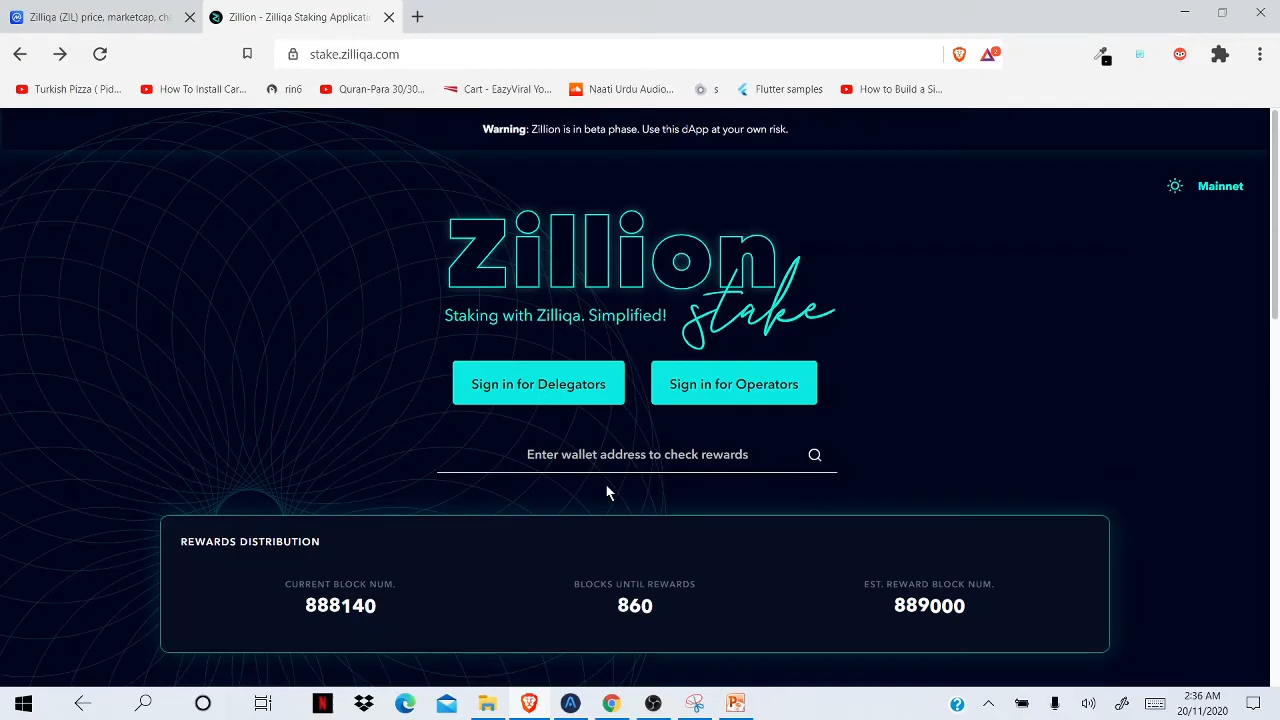 Zilliqa (ZIL) price, marketcap, ch
Zillion - Zilliqa Staking Applicati
stake.zilliqa.com
2
Turkish Pizza ( Pid...
How To Install Car...
rin6
Quran-Para 30/30...
Cart - EazyViral Yo...
Naati Urdu Audio...
Flutter samples
How to Build a Si...
Warning: Zillion is in beta phase. Use this dApp at your own risk.
Mainnet
Zillion
stake
Staking with Zilliqa. Simplified!
Sign in for Delegators
Sign in for Operators
Enter wallet address to check rewards
REWARDS DISTRIBUTION
CURRENT BLOCK NUM.
888140
BLOCKS UNTIL REWARDS
860
EST. REWARD BLOCK NUM.
889000
2:36 AM
20/11/2020